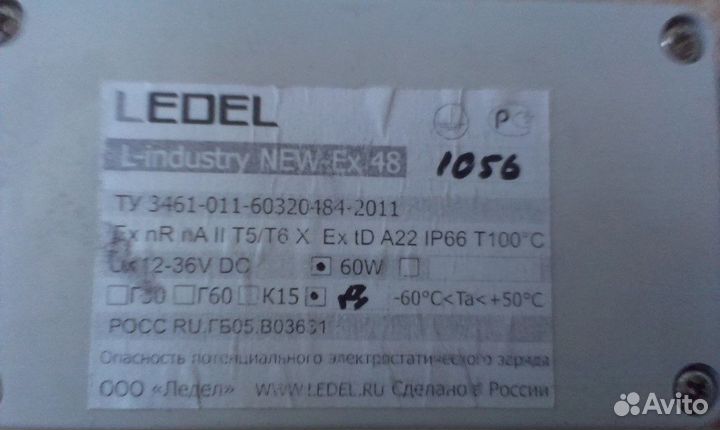 LEDEL
P
L-industry NEW-Ex 48
1056
ТУ 3461-011-60320484-2011
Ex nR nA II T5/T6 X Ex tD A22 IP66 T100°C
12-36V DC 60W
Г30 Г60 К15 Д -60°C<Ta<+50°C
РОСС RU.ГБ05.В03631
Опасность потенциального электростатического заряда
ООО «Ледел» WWW.LEDEL.RU Сделано в России
Avito